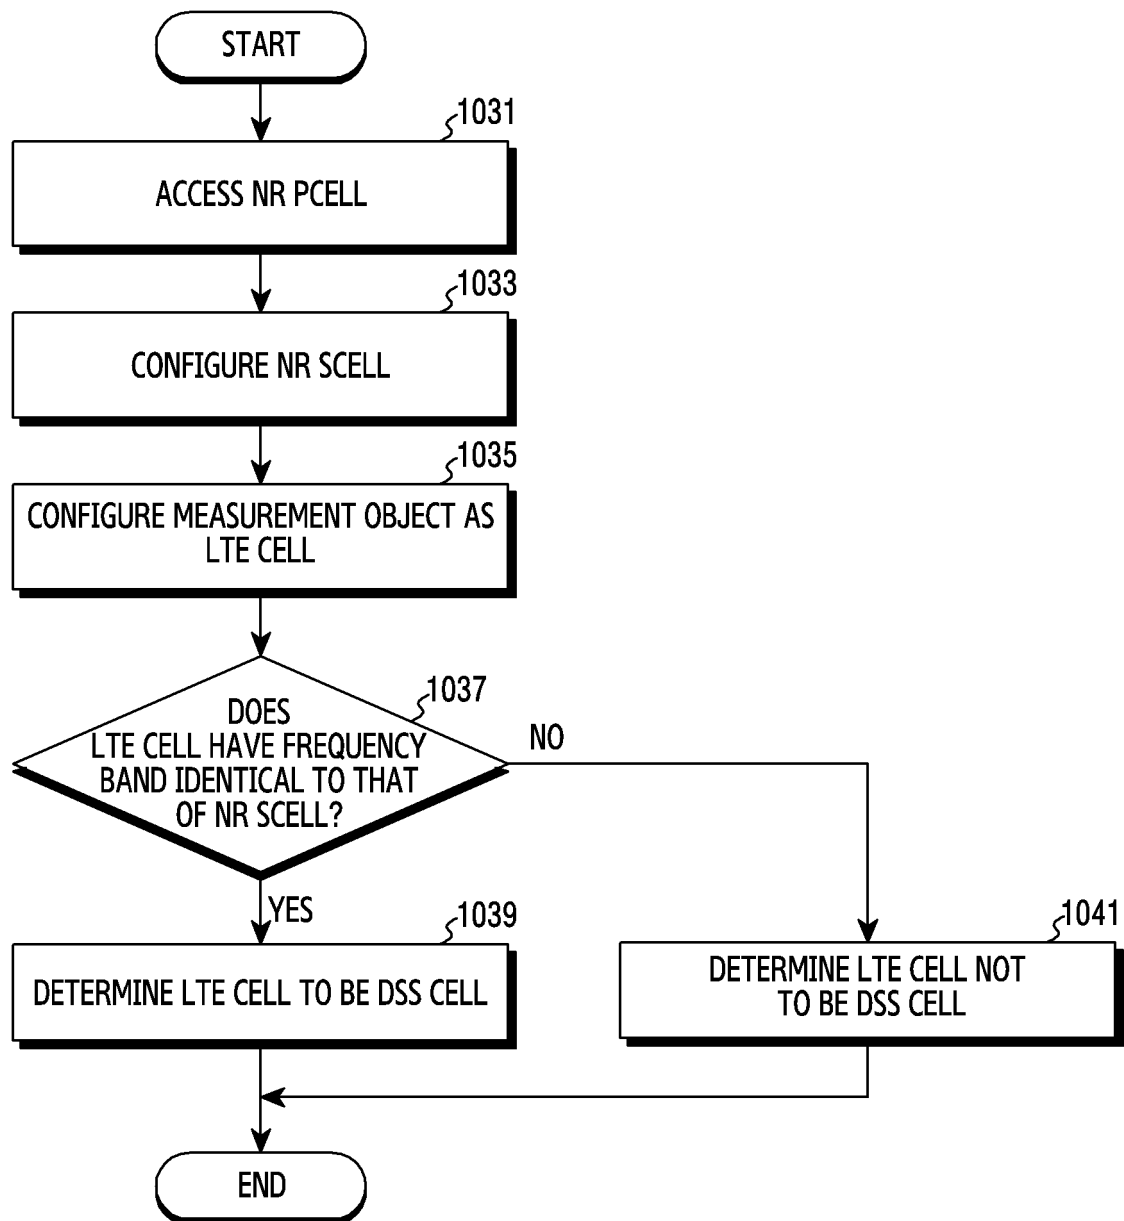 START
1031
ACCESS NR PCELL
1033
CONFIGURE NR SCELL
1035
CONFIGURE MEASUREMENT OBJECT AS
LTE CELL
1037
DOES
LTE CELL HAVE FREQUENCY
BAND IDENTICAL TO THAT
OF NR SCELL?
NO
YES
1039
DETERMINE LTE CELL TO BE DSS CELL
1041
DETERMINE LTE CELL NOT
TO BE DSS CELL
END